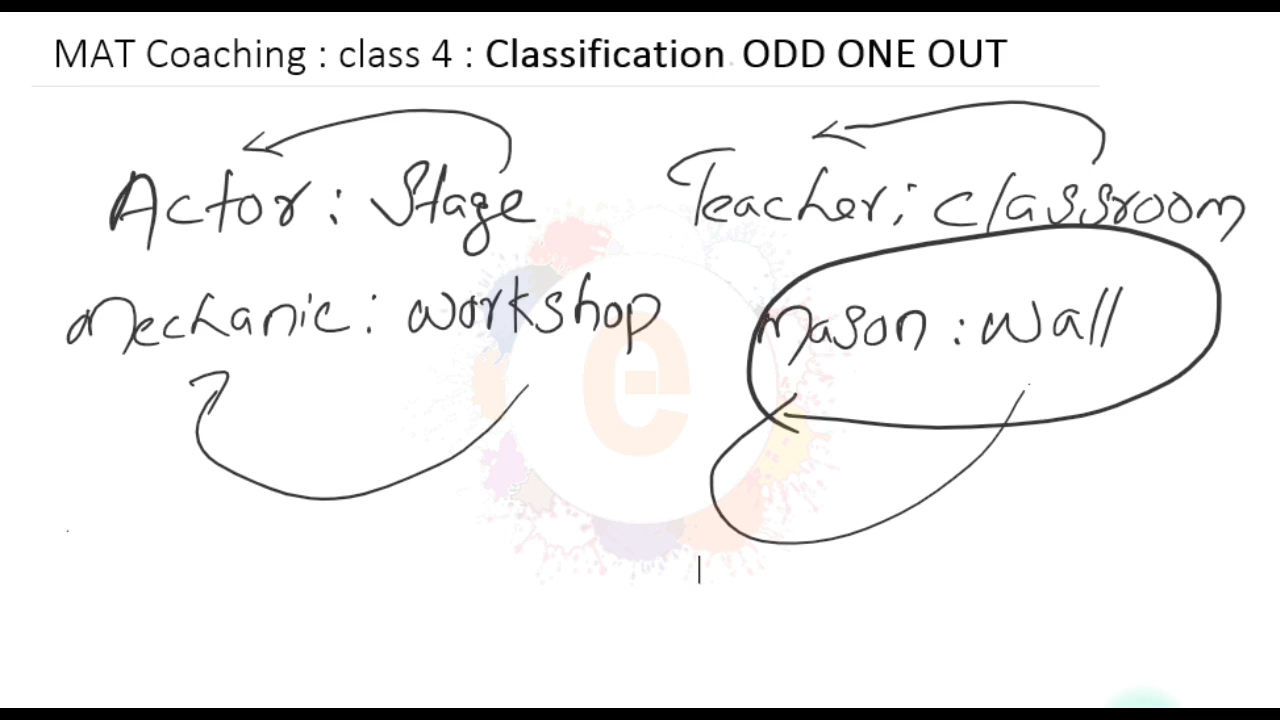 MAT Coaching : class 4 : Classification ODD ONE OUT
Actor : Stage Teacher : classroom
Mechanic : workshop Mason : Wall
e